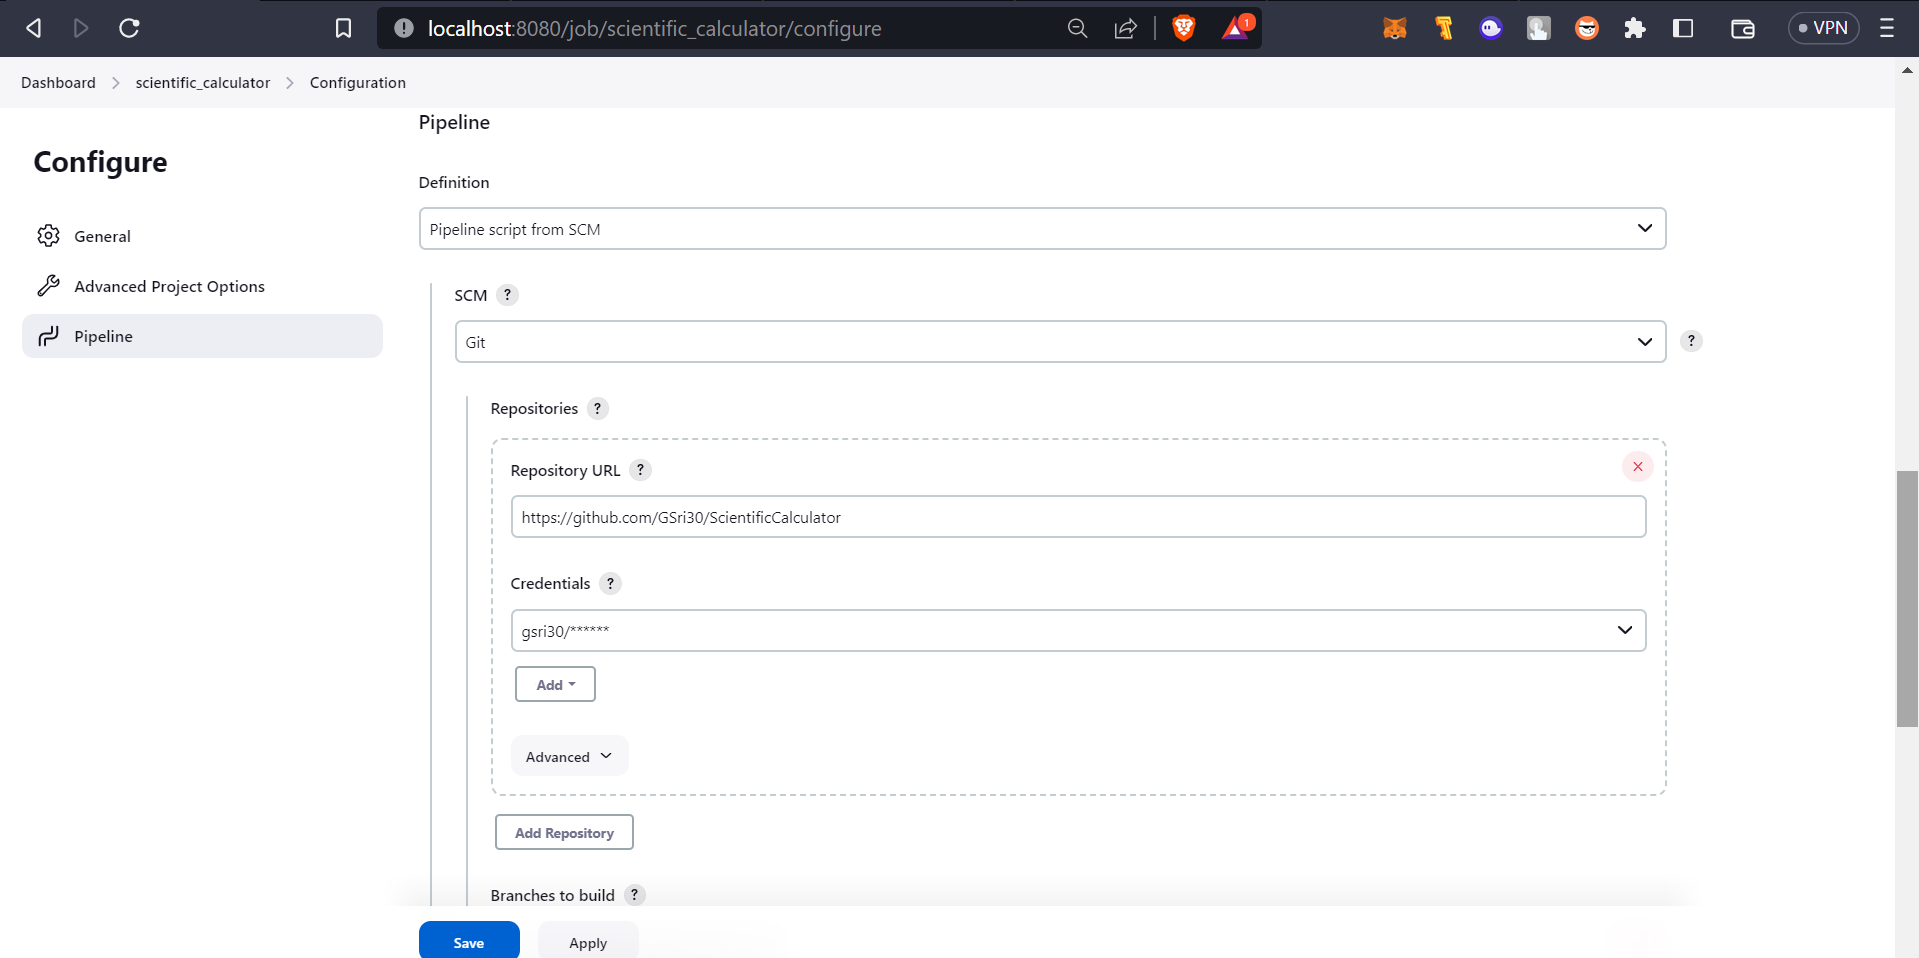 localhost:8080/job/scientific_calculator/configure
1
VPN
Dashboard > scientific_calculator > Configuration
Configure
General
Advanced Project Options
Pipeline
Pipeline
Definition
Pipeline script from SCM
SCM ?
Git
?
Repositories ?
Repository URL ?
https://github.com/GSri30/ScientificCalculator
Credentials ?
gsri30/******
Add
Advanced
Add Repository
Branches to build ?
Save
Apply